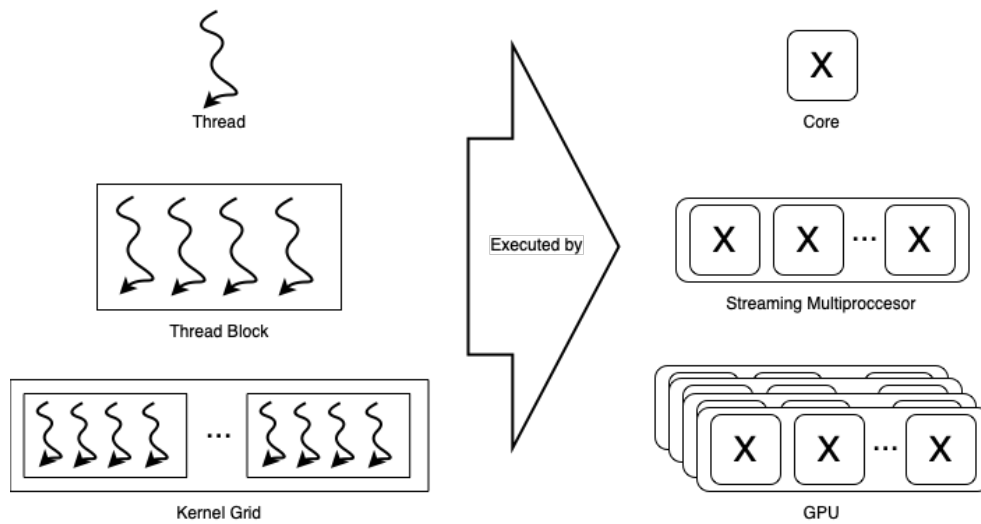 Thread
X
Core
Executed by
X X ... X
Thread Block
Streaming Multiproccesor
... 
X X ... X
Kernel Grid
GPU